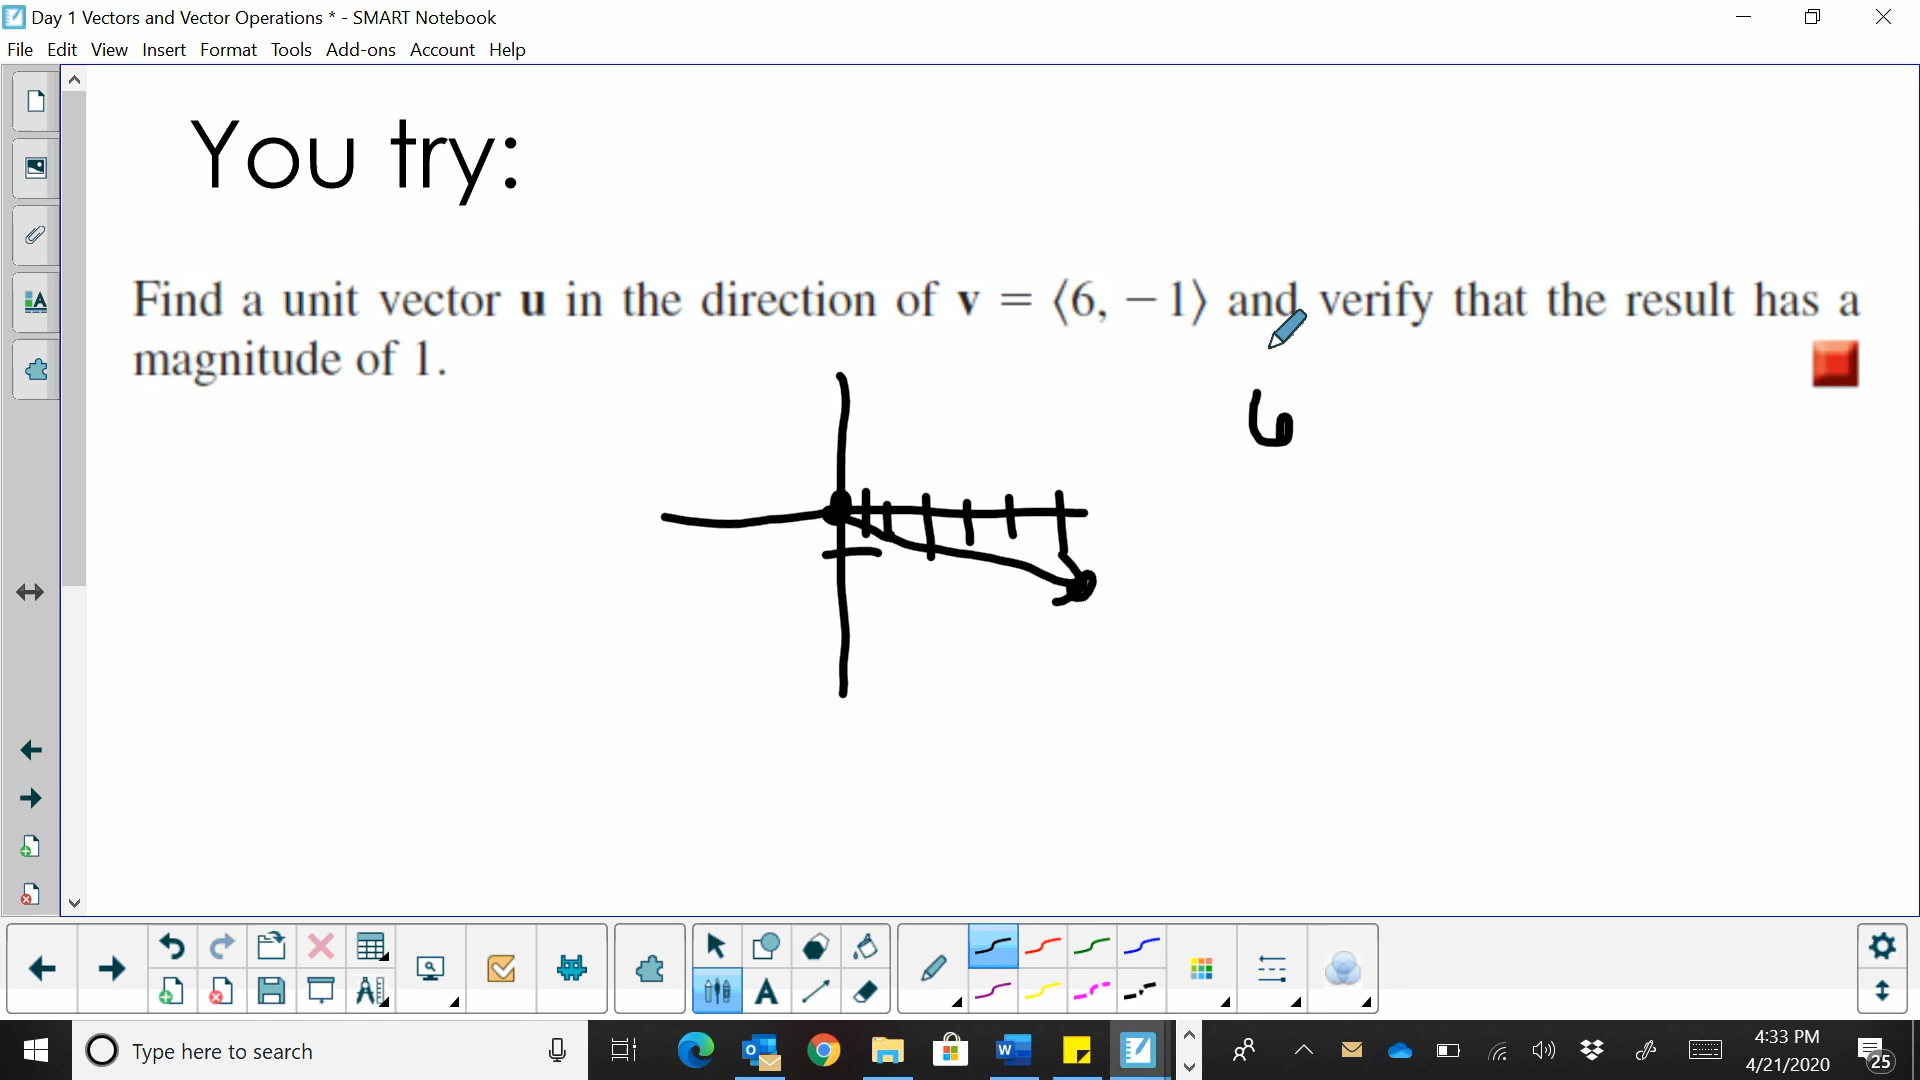 Day 1 Vectors and Vector Operations * - SMART Notebook
File Edit View Insert Format Tools Add-ons Account Help
You try:
Find a unit vector u in the direction of v = ⟨6, −1⟩ and verify that the result has a
magnitude of 1.
6
Type here to search
4:33 PM
4/21/2020
25